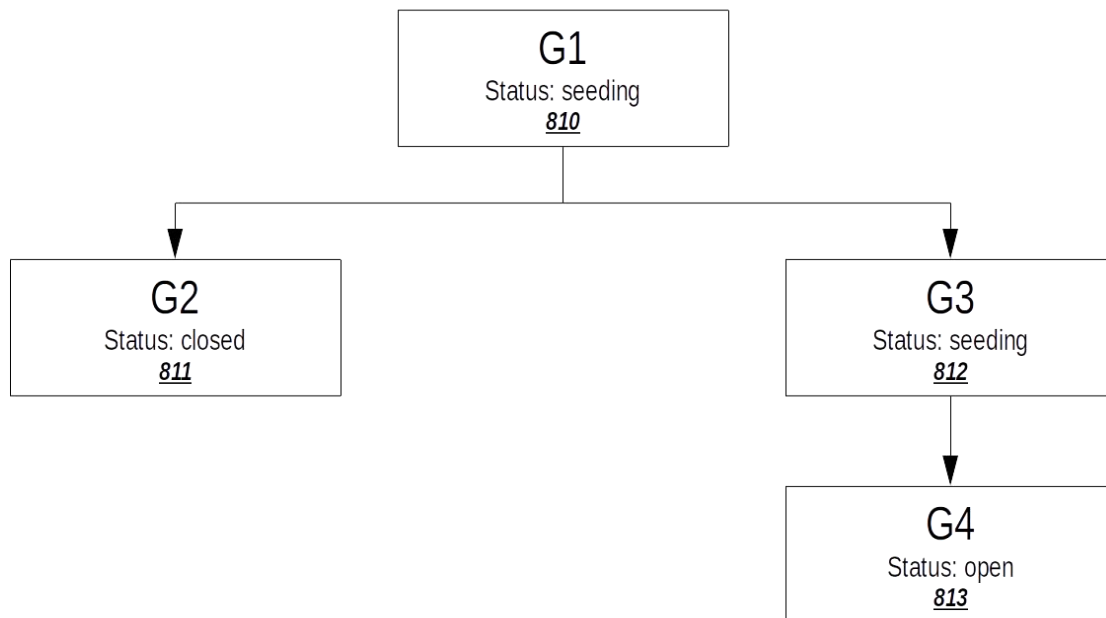 G1
Status: seeding
810
G2
Status: closed
811
G3
Status: seeding
812
G4
Status: open
813